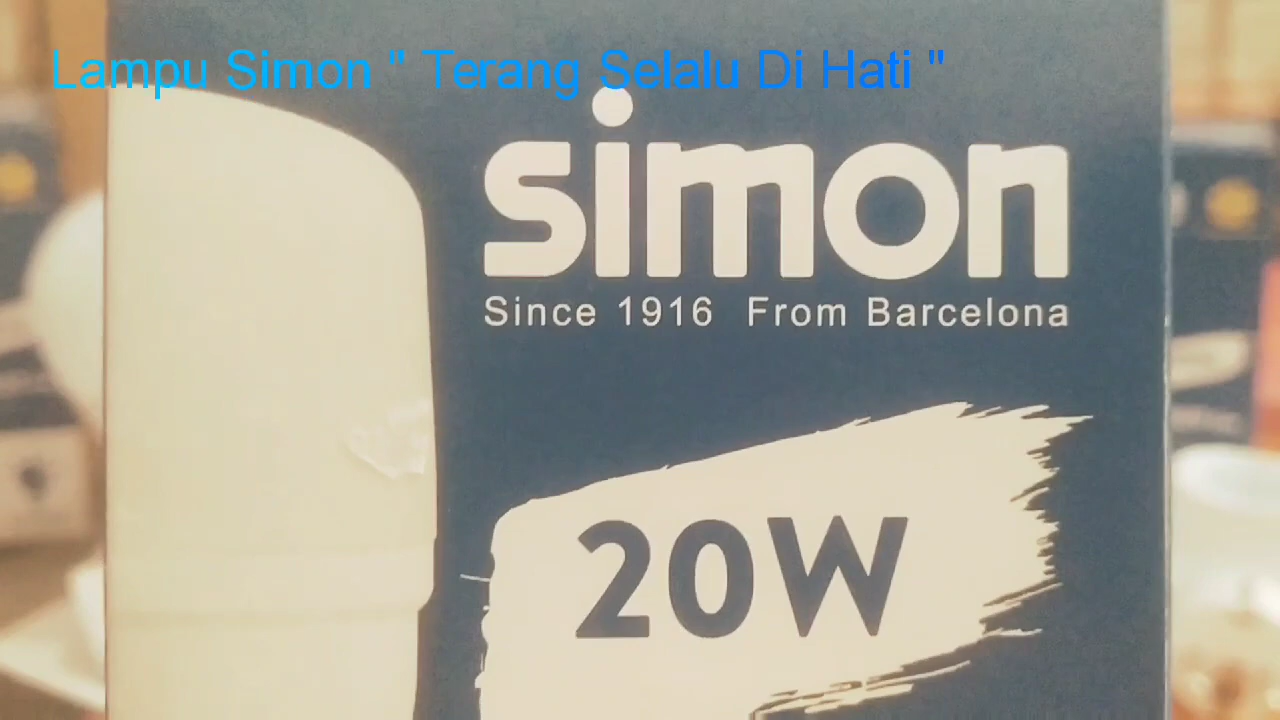 Lampu Simon " Terang Selalu Di Hati "
simon
Since 1916 From Barcelona
20W